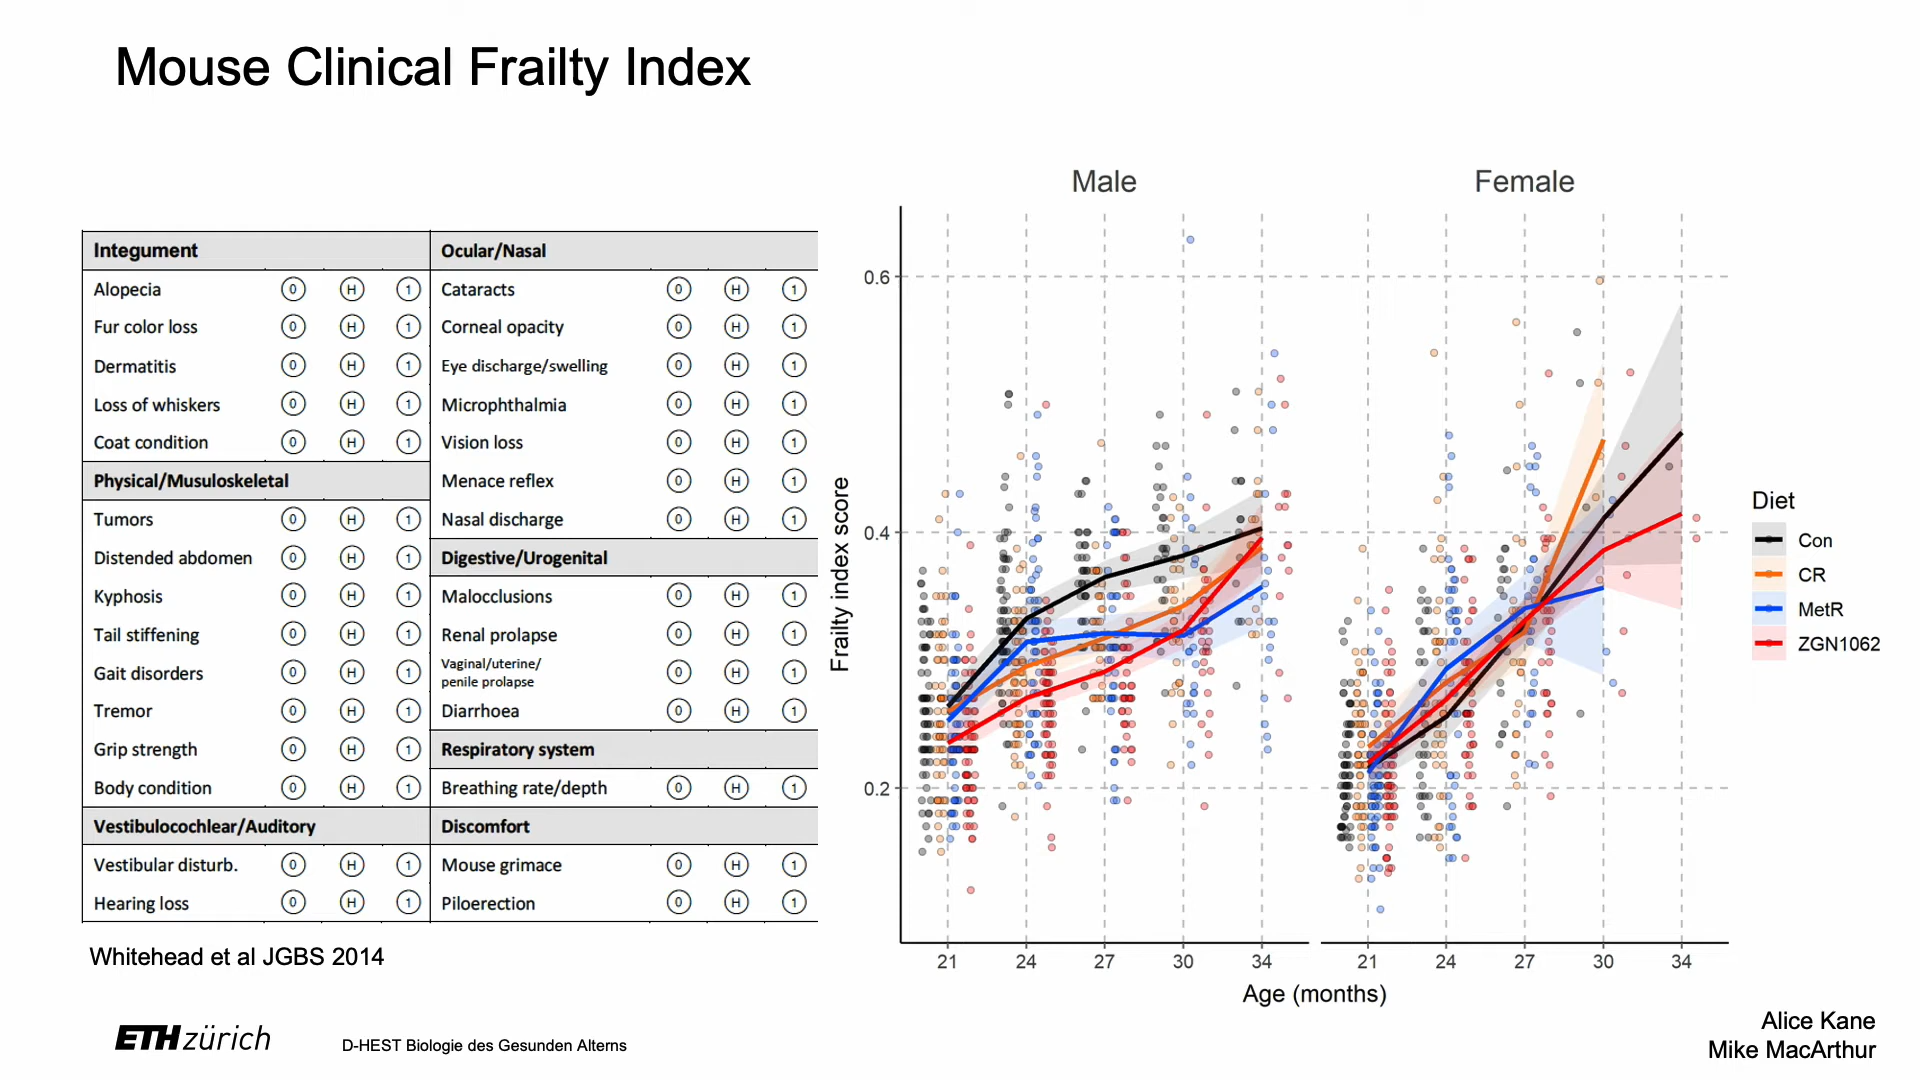 Mouse Clinical Frailty Index
Integument
Alopecia 0 H 1
Fur color loss 0 H 1
Dermatitis 0 H 1
Loss of whiskers 0 H 1
Coat condition 0 H 1
Physical/Musuloskeletal
Tumors 0 H 1
Distended abdomen 0 H 1
Kyphosis 0 H 1
Tail stiffening 0 H 1
Gait disorders 0 H 1
Tremor 0 H 1
Grip strength 0 H 1
Body condition 0 H 1
Vestibulocochlear/Auditory
Vestibular disturb. 0 H 1
Hearing loss 0 H 1
Ocular/Nasal
Cataracts 0 H 1
Corneal opacity 0 H 1
Eye discharge/swelling 0 H 1
Microphthalmia 0 H 1
Vision loss 0 H 1
Menace reflex 0 H 1
Nasal discharge 0 H 1
Digestive/Urogenital
Malocclusions 0 H 1
Renal prolapse 0 H 1
Vaginal/uterine/
penile prolapse 0 H 1
Diarrhoea 0 H 1
Respiratory system
Breathing rate/depth 0 H 1
Discomfort
Mouse grimace 0 H 1
Piloerection 0 H 1
Whitehead et al JGBS 2014
Male
Female
Frailty index score
0.6
0.4
0.2
21 24 27 30 34
21 24 27 30 34
Age (months)
Diet
Con
CR
MetR
ZGN1062
ETH zürich
D-HEST Biologie des Gesunden Alterns
Alice Kane
Mike MacArthur